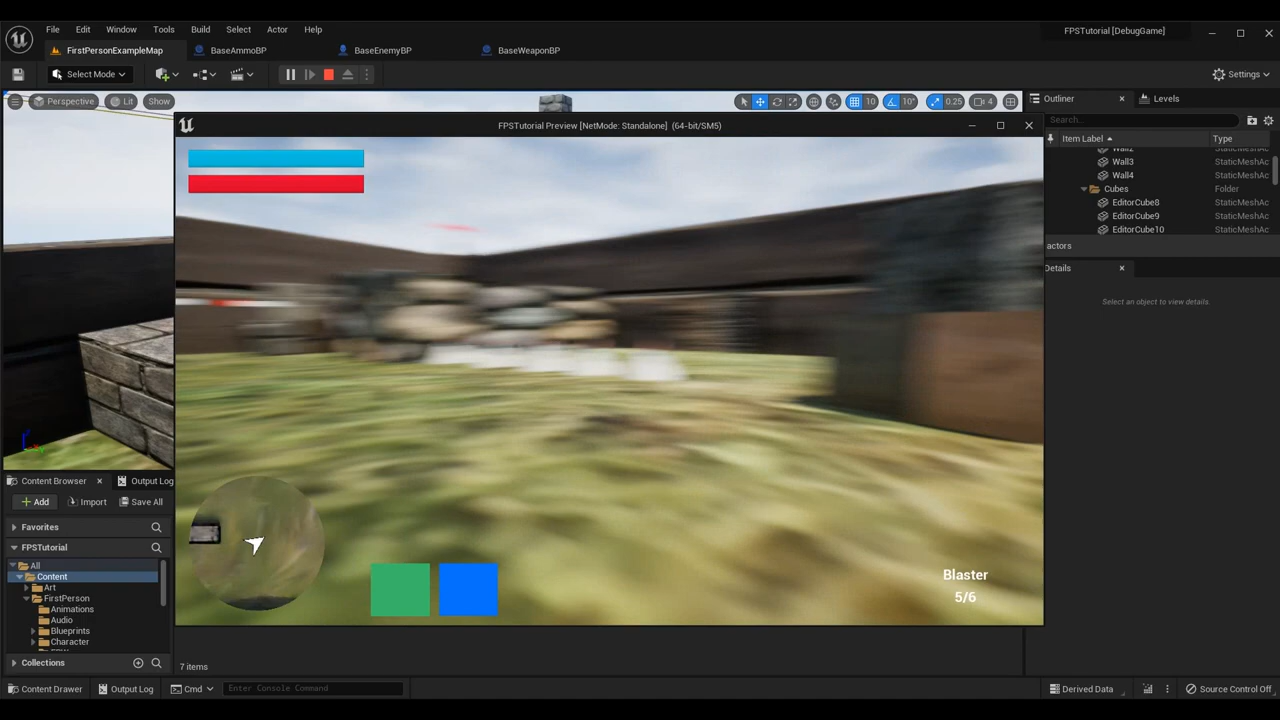 File Edit Window Tools Build Select Actor Help
FPSTutorial [DebugGame]
FirstPersonExampleMap BaseAmmoBP BaseEnemyBP BaseWeaponBP
Select Mode Settings
Perspective Lit Show 10 10° 0.25 4
Outliner Levels
Search...
Item Label Type
FPSTutorial Preview [NetMode: Standalone] (64-bit/SM5)
Wall2
Wall3 StaticMeshAc
Wall4 StaticMeshAc
Cubes Folder
EditorCube8 StaticMeshAc
EditorCube9 StaticMeshAc
EditorCube10 StaticMeshAc
actors
Details
Select an object to view details.
Content Browser Output Log
Add Import Save All
Favorites
FPSTutorial
All
Content
Art
FirstPerson
Animations
Audio
Blueprints
Character
Blaster
5/6
Collections
7 items
Content Drawer Output Log Cmd Enter Console Command Derived Data Source Control Off